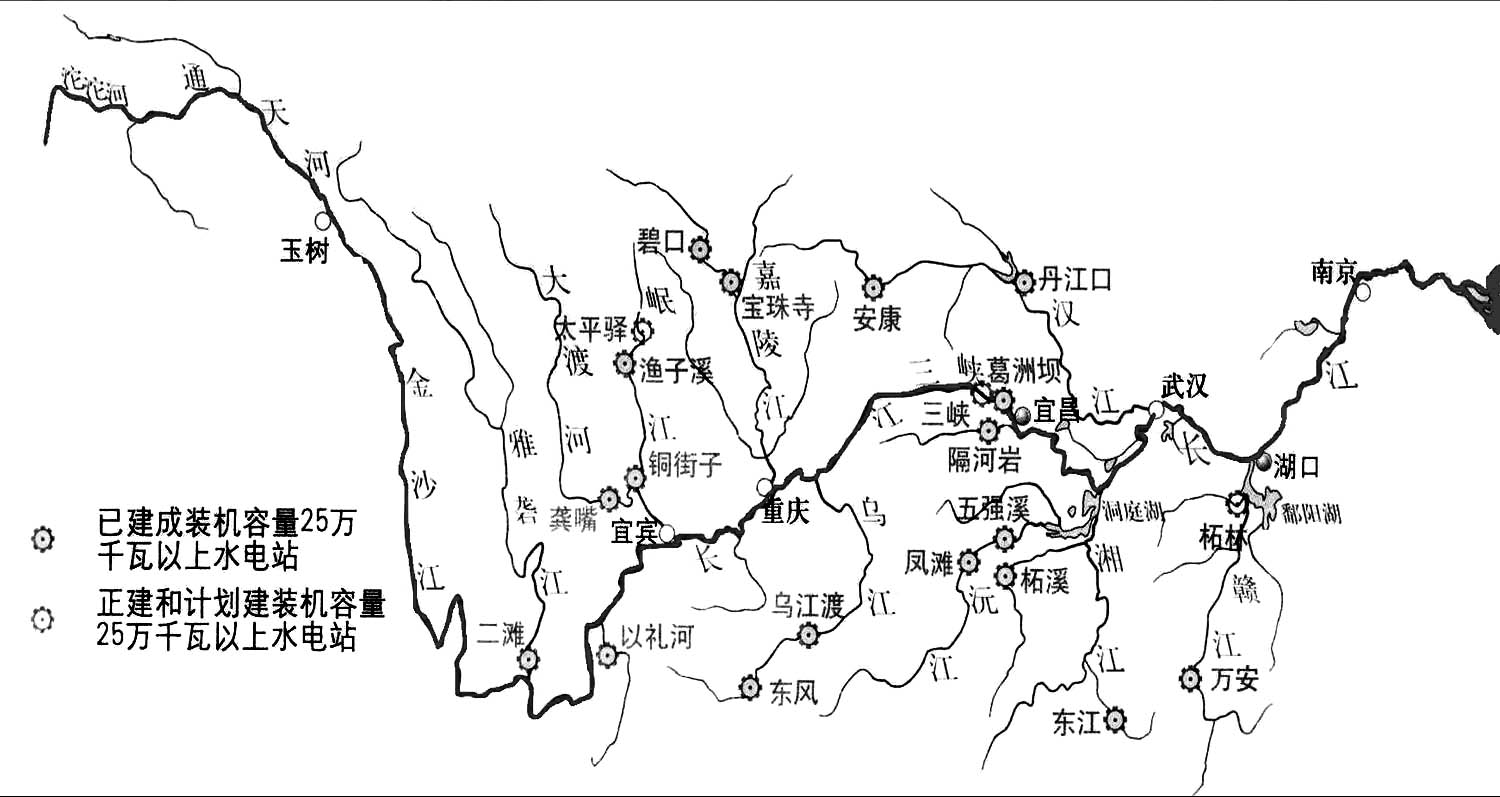 沱沱河
通
天
河
玉树
金
沙
江
雅
砻
江
大
渡
河
岷
江
嘉
陵
江
碧口
宝珠寺
太平驿
渔子溪
铜街子
龚嘴
宜宾
重庆
长
二滩
以礼河
乌
江
乌江渡
东风
安康
丹江口
汉
江
三
峡
江
葛洲坝
三峡
宜昌
隔河岩
五强溪
凤滩
柘溪
沅
江
洞庭湖
湘
江
东江
武汉
长
江
南京
湖口
鄱阳湖
柘林
赣
江
万安
已建成装机容量25万
千瓦以上水电站
正建和计划建装机容量
25万千瓦以上水电站